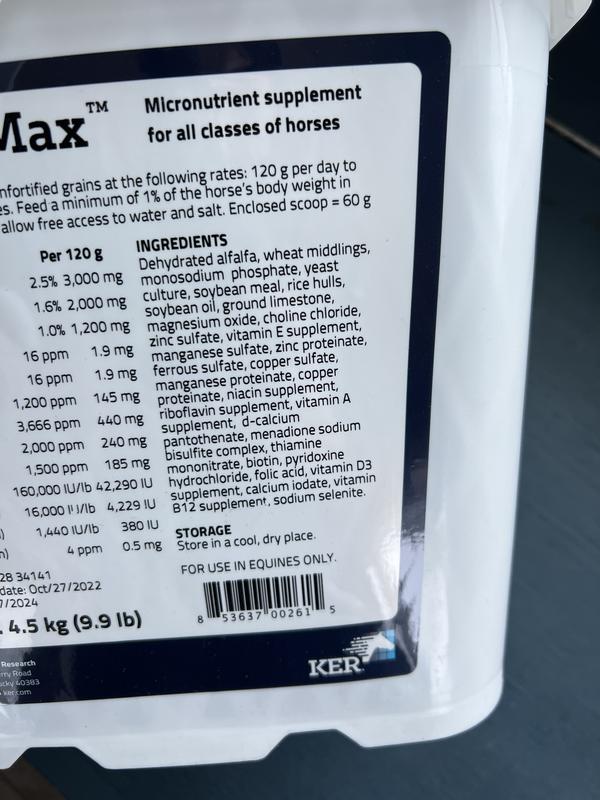 Max™
Micronutrient supplement
for all classes of horses
nfortified grains at the following rates: 120 g per day to
es. Feed a minimum of 1% of the horse's body weight in
allow free access to water and salt. Enclosed scoop = 60 g
Per 120 g
2.5% 3,000 mg
1.6% 2,000 mg
1.0% 1,200 mg
16 ppm 1.9 mg
16 ppm 1.9 mg
1,200 ppm 145 mg
3,666 ppm 440 mg
2,000 ppm 240 mg
1,500 ppm 185 mg
160,000 IU/lb 42,290 IU
16,000 IU/lb 4,229 IU
) 1,440 IU/lb 380 IU
n) 4 ppm 0.5 mg
INGREDIENTS
Dehydrated alfalfa, wheat middlings,
monosodium phosphate, yeast
culture, soybean meal, rice hulls,
soybean oil, ground limestone,
magnesium oxide, choline chloride,
zinc sulfate, vitamin E supplement,
manganese sulfate, zinc proteinate,
ferrous sulfate, copper sulfate,
manganese proteinate, copper
proteinate, niacin supplement,
riboflavin supplement, vitamin A
supplement, d-calcium
pantothenate, menadione sodium
bisulfite complex, thiamine
mononitrate, biotin, pyridoxine
hydrochloride, folic acid, vitamin D3
supplement, calcium iodate, vitamin
B12 supplement, sodium selenite.
STORAGE
Store in a cool, dry place.
FOR USE IN EQUINES ONLY.
28 34141
date: Oct/27/2022
7/2024
. 4.5 kg (9.9 lb)
8 53637 00261 5
Research
rry Road
ucky 40383
ker.com
KER